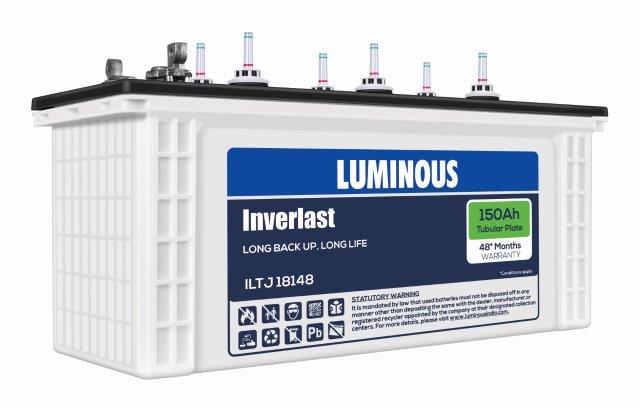 LUMINOUS
Inverlast
LONG BACK UP, LONG LIFE
ILTJ 18148
150Ah
Tubular Plate
48* Months
WARRANTY
*Conditions apply
STATUTORY WARNING
It is mandated by law that used batteries must not be disposed off in any
manner other than depositing the same with the dealer, manufacturer, or
registered recycler appointed by the company at their designated collection
centers. For more details, please visit www.luminousindia.com.
Pb